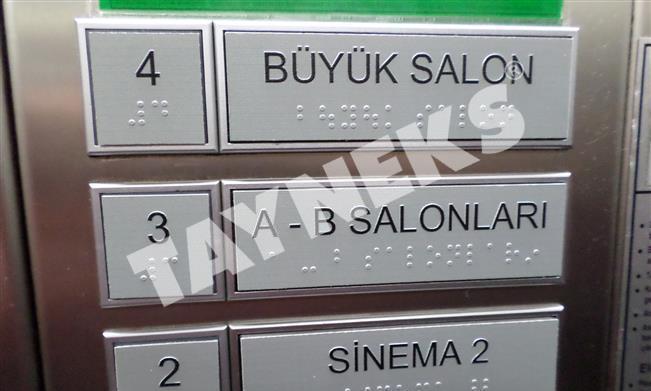 4 BÜYÜK SALON
3 A - B SALONLARI
2 SİNEMA 2
TAYNEKS